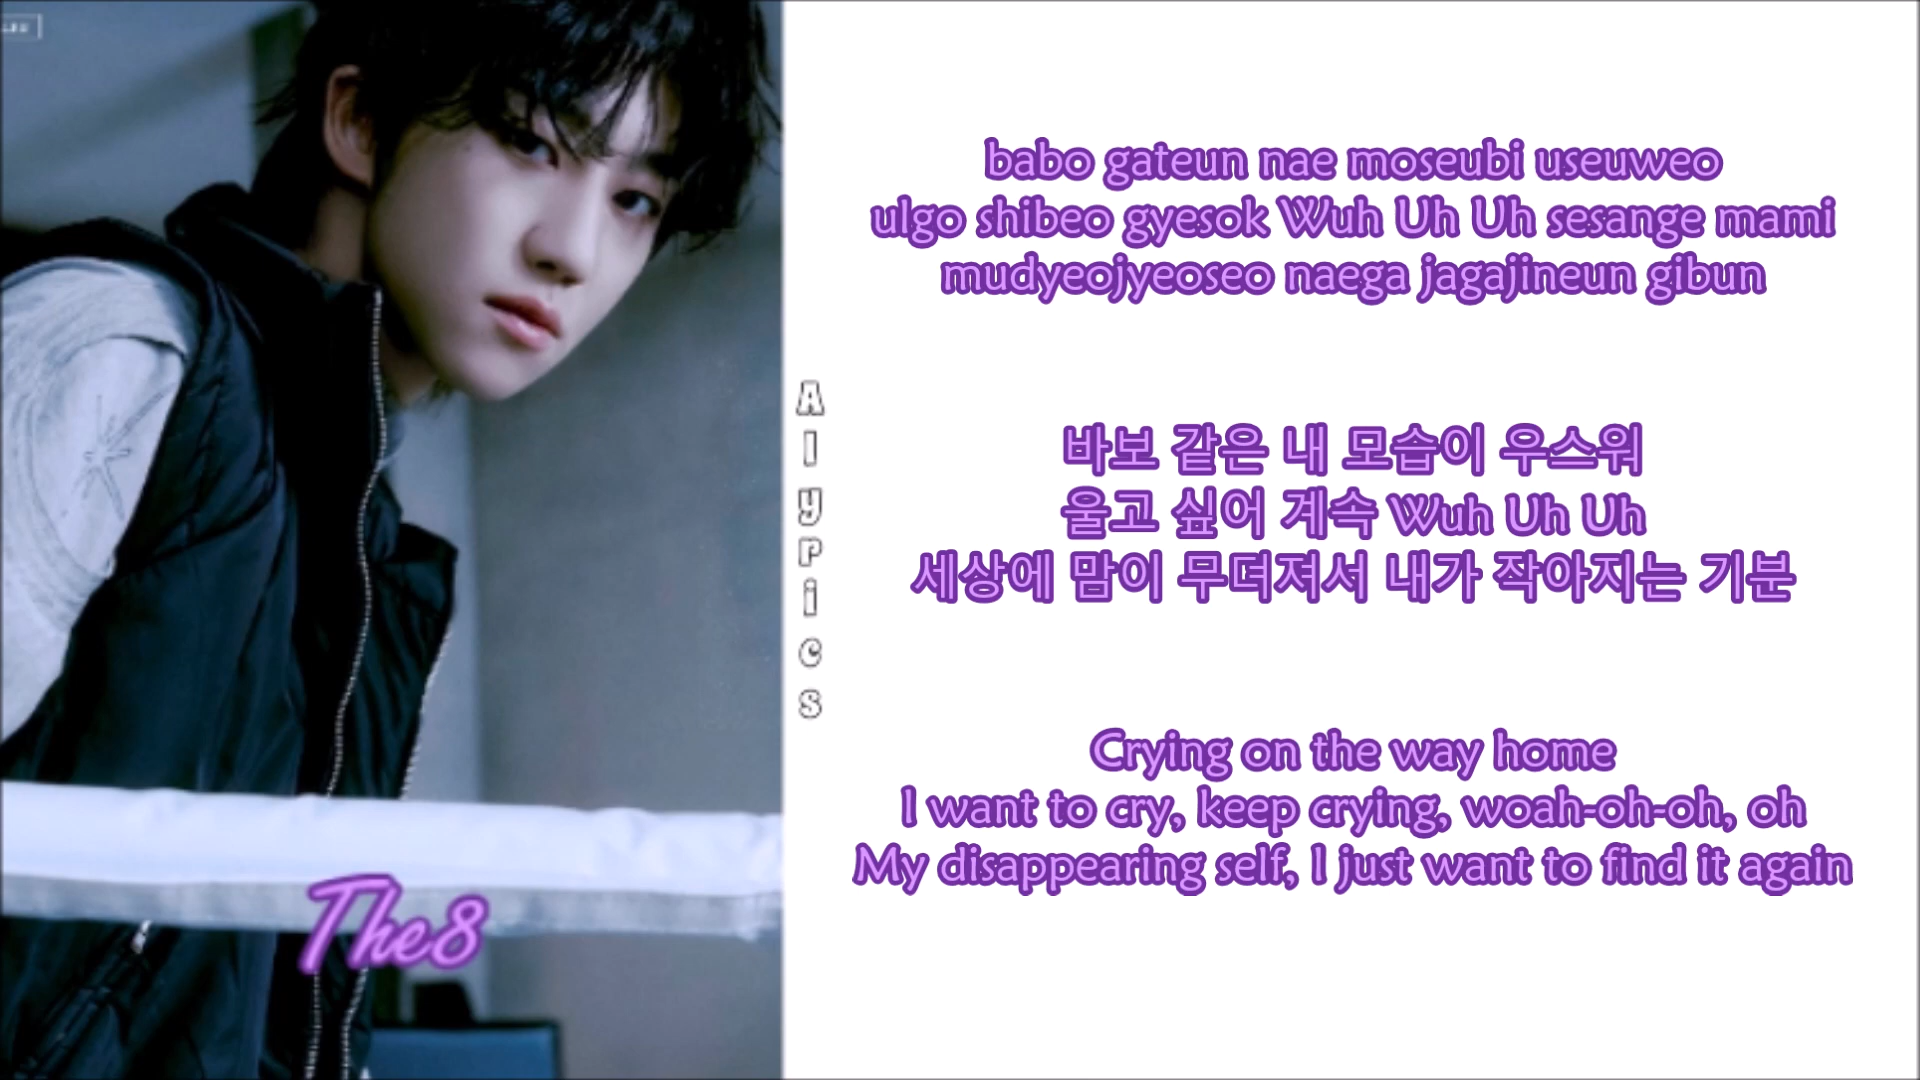 babo gateun nae moseubi useuweo
ulgo shibeo gyesok Wuh Uh Uh sesange mami
mudyeojyeoseo naega jagajineun gibun
바보 같은 내 모습이 우스워
울고 싶어 계속 Wuh Uh Uh
세상에 맘이 무뎌져서 내가 작아지는 기분
Crying on the way home
I want to cry, keep crying, woah-oh-oh, oh
My disappearing self, I just want to find it again
Alyrics
The8